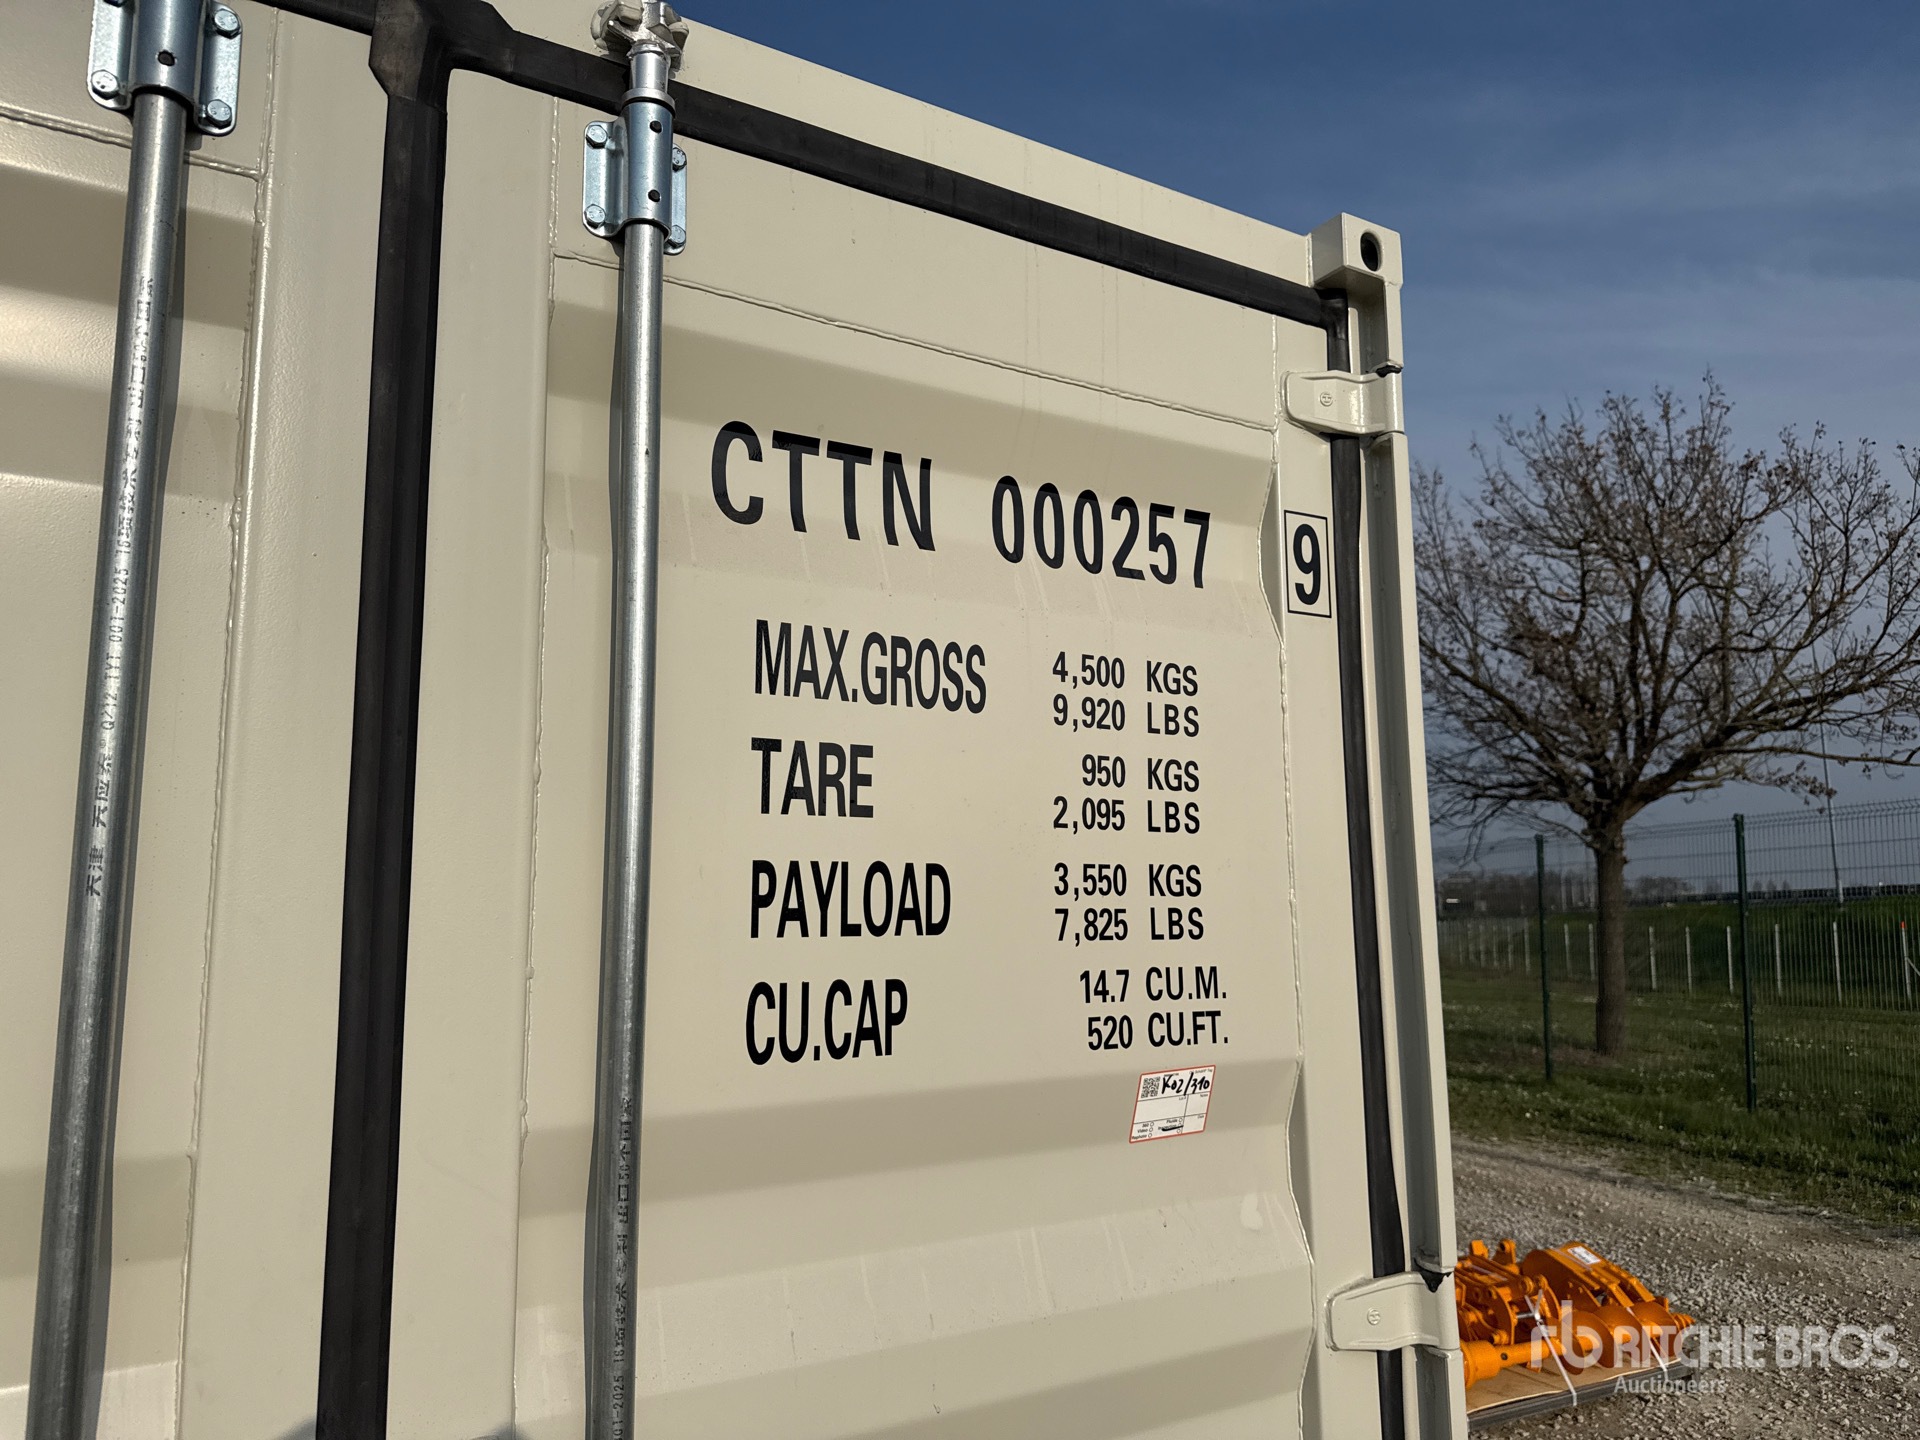 CTTN 000257 9
MAX.GROSS 4,500 KGS
9,920 LBS
TARE 950 KGS
2,095 LBS
PAYLOAD 3,550 KGS
7,825 LBS
CU.CAP 14.7 CU.M.
520 CU.FT.
K02/310
RITCHIE BROS.
Auctioneers